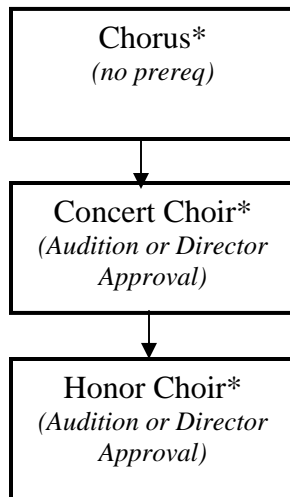 Chorus*
(no prereq)
Concert Choir*
(Audition or Director
Approval)
Honor Choir*
(Audition or Director
Approval)